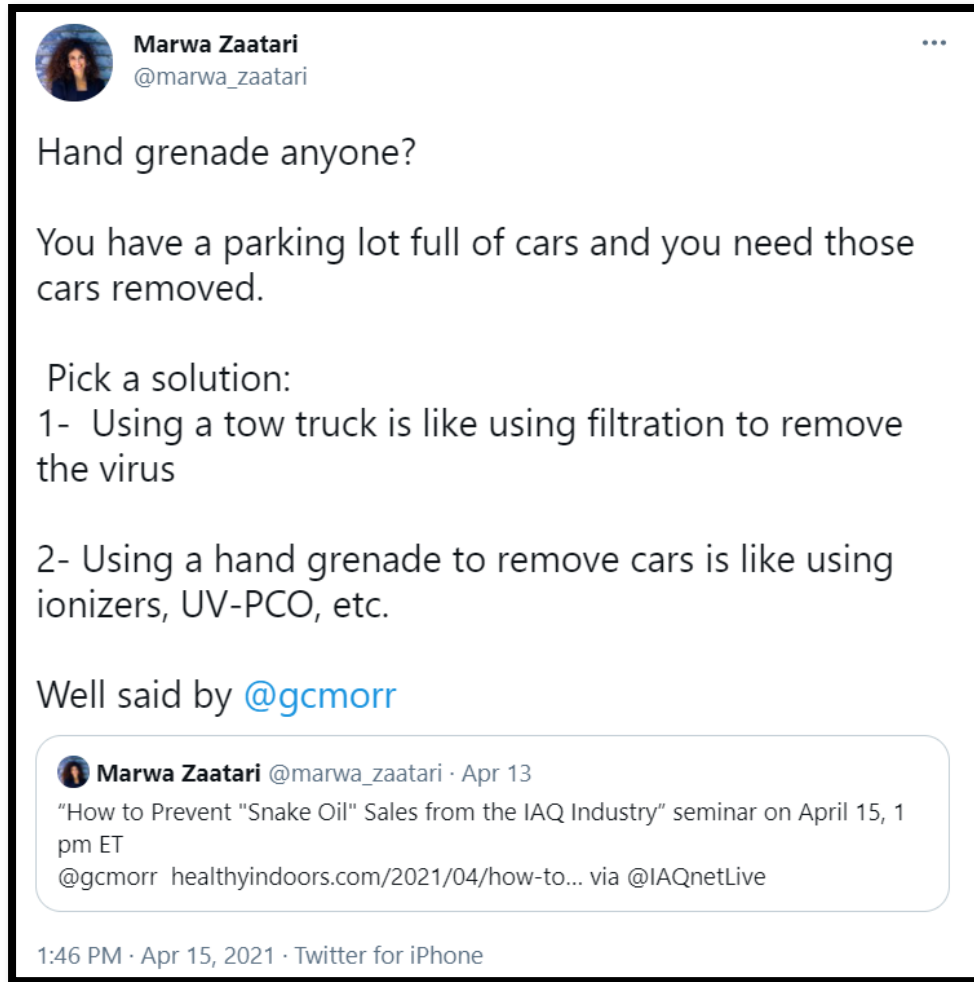 Marwa Zaatari
@marwa_zaatari
Hand grenade anyone?
You have a parking lot full of cars and you need those
cars removed.
Pick a solution:
1-  Using a tow truck is like using filtration to remove
the virus
2- Using a hand grenade to remove cars is like using
ionizers, UV-PCO, etc.
Well said by @gcmorr
Marwa Zaatari @marwa_zaatari · Apr 13
“How to Prevent "Snake Oil" Sales from the IAQ Industry” seminar on April 15, 1
pm ET
@gcmorr  healthyindoors.com/2021/04/how-to... via @IAQnetLive
1:46 PM · Apr 15, 2021 · Twitter for iPhone